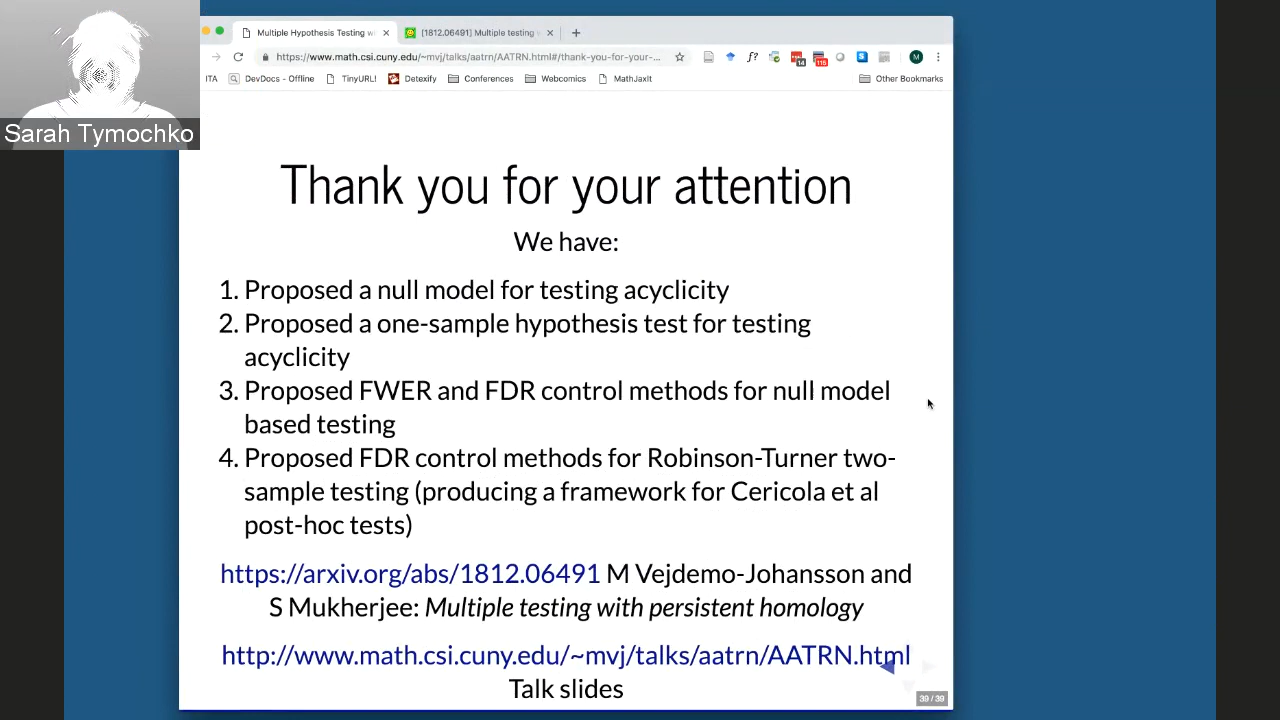 Multiple Hypothesis Testing w
[1812.06491] Multiple testing
https://www.math.csi.cuny.edu/~mvj/talks/aatrn/AATRN.html#/thank-you-for-your-...
f?
14
115
M
ITA
DevDocs - Offline
TinyURL!
Detexify
Conferences
Webcomics
MathJaxIt
Other Bookmarks
Sarah Tymochko
Thank you for your attention
We have:
1. Proposed a null model for testing acyclicity
2. Proposed a one-sample hypothesis test for testing
acyclicity
3. Proposed FWER and FDR control methods for null model
based testing
4. Proposed FDR control methods for Robinson-Turner two-
sample testing (producing a framework for Cericola et al
post-hoc tests)
https://arxiv.org/abs/1812.06491 M Vejdemo-Johansson and
S Mukherjee: Multiple testing with persistent homology
http://www.math.csi.cuny.edu/~mvj/talks/aatrn/AATRN.html
Talk slides
39 / 39